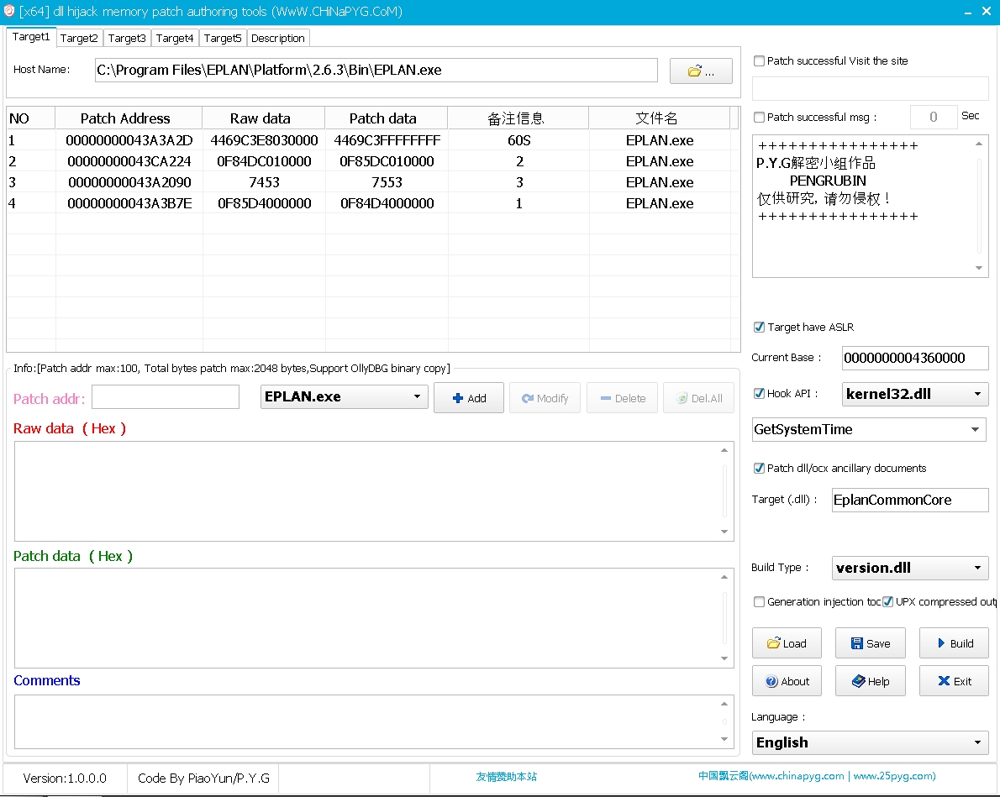 [x64] dll hijack memory patch authoring tools (WwW.CHiNaPYG.CoM)
Target1 Target2 Target3 Target4 Target5 Description
Host Name: C:\Program Files\EPLAN\Platform\2.6.3\Bin\EPLAN.exe ...
NO Patch Address Raw data Patch data 备注信息 文件名
1 00000000043A3A2D 4469C3E8030000 4469C3FFFFFFFF 60S EPLAN.exe
2 00000000043CA224 0F84DC010000 0F85DC010000 2 EPLAN.exe
3 00000000043A2090 7453 7553 3 EPLAN.exe
4 00000000043A3B7E 0F85D4000000 0F84D4000000 1 EPLAN.exe
Info:[Patch addr max:100, Total bytes patch max:2048 bytes,Support OllyDBG binary copy]
Patch addr: EPLAN.exe Add Modify Delete Del.All
Raw data ( Hex )
Patch data ( Hex )
Comments
Patch successful Visit the site
Patch successful msg : 0 Sec
++++++++++++++++
P.Y.G解密小组作品
PENGRUBIN
仅供研究, 请勿侵权！
++++++++++++++++
Target have ASLR
Current Base : 0000000004360000
Hook API : kernel32.dll
GetSystemTime
Patch dll/ocx ancillary documents
Target (.dll) : EplanCommonCore
Build Type : version.dll
Generation injection toc UPX compressed outp
Load Save Build
About Help Exit
Language :
English
Version:1.0.0.0 Code By PiaoYun/P.Y.G 友情赞助本站 中国飘云阁(www.chinapyg.com | www.25pyg.com)